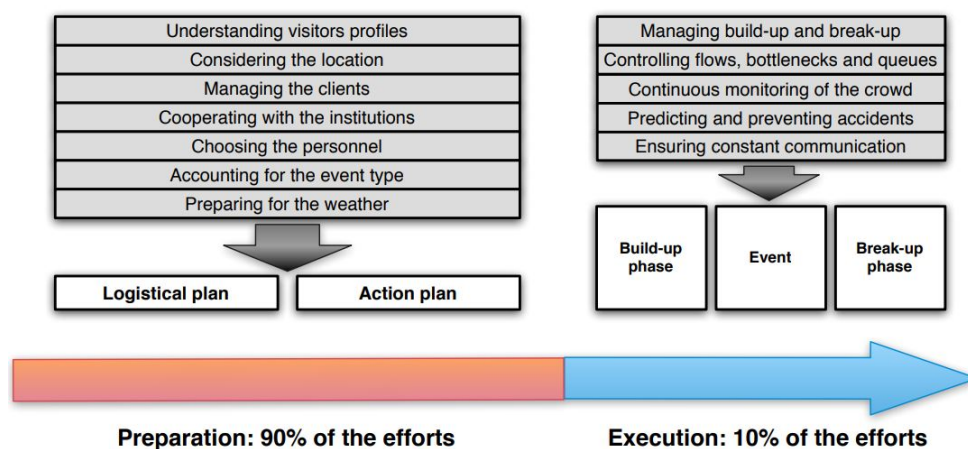 Understanding visitors profiles
Considering the location
Managing the clients
Cooperating with the institutions
Choosing the personnel
Accounting for the event type
Preparing for the weather
Logistical plan
Action plan
Managing build-up and break-up
Controlling flows, bottlenecks and queues
Continuous monitoring of the crowd
Predicting and preventing accidents
Ensuring constant communication
Build-up
phase
Event
Break-up
phase
Preparation: 90% of the efforts
Execution: 10% of the efforts